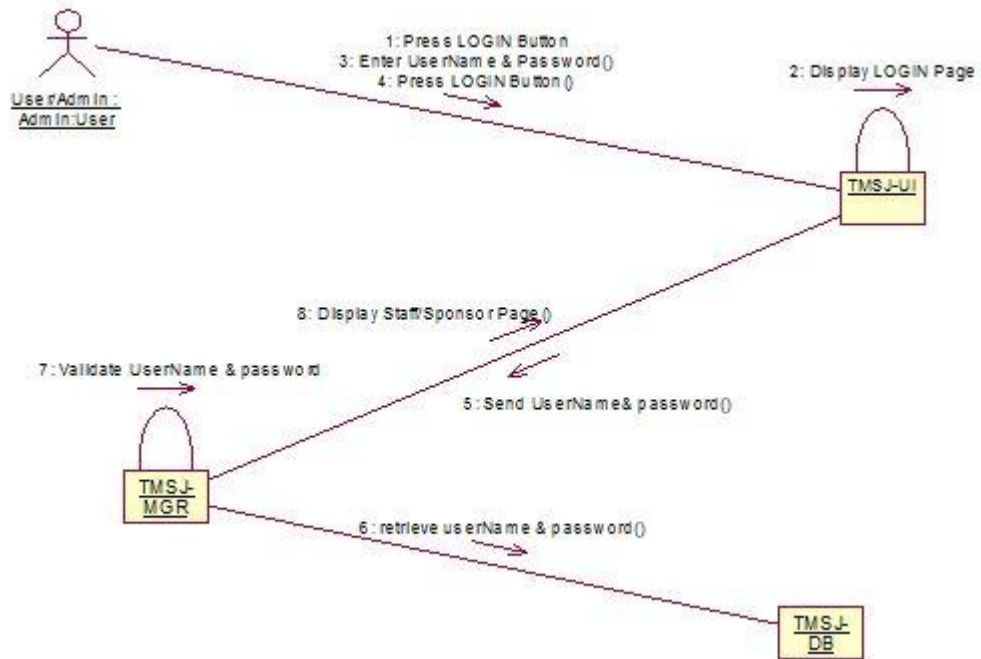 1: Press LOGIN Button
3: Enter UserName & Password()
4: Press LOGIN Button()
2: Display LOGIN Page
User/Admin :
Admin:User
TMSJ-UI
8: Display Staff/Sponsor Page()
7: Validate UserName & password
5: Send UserName& password()
TMSJ-
MGR
6: retrieve userName & password()
TMSJ-
DB